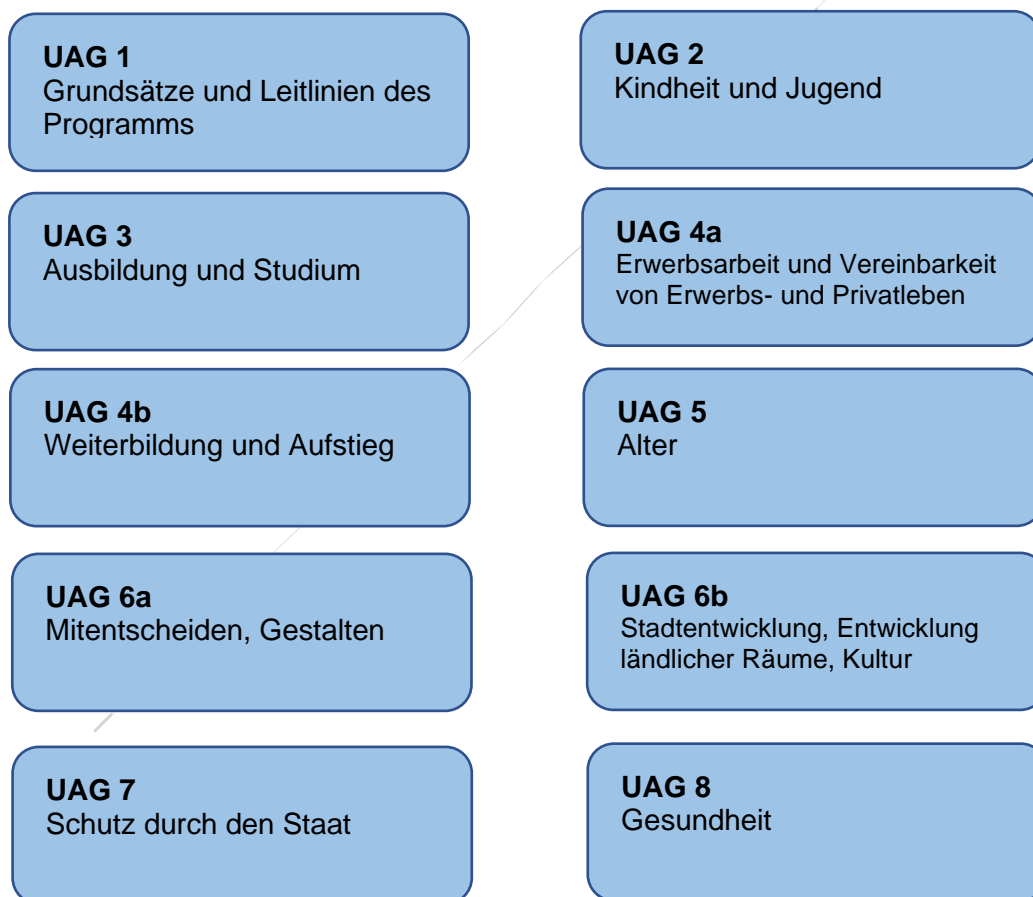 UAG 1
Grundsätze und Leitlinien des
Programms
UAG 2
Kindheit und Jugend
UAG 3
Ausbildung und Studium
UAG 4a
Erwerbsarbeit und Vereinbarkeit
von Erwerbs- und Privatleben
UAG 4b
Weiterbildung und Aufstieg
UAG 5
Alter
UAG 6a
Mitentscheiden, Gestalten
UAG 6b
Stadtentwicklung, Entwicklung
ländlicher Räume, Kultur
UAG 7
Schutz durch den Staat
UAG 8
Gesundheit